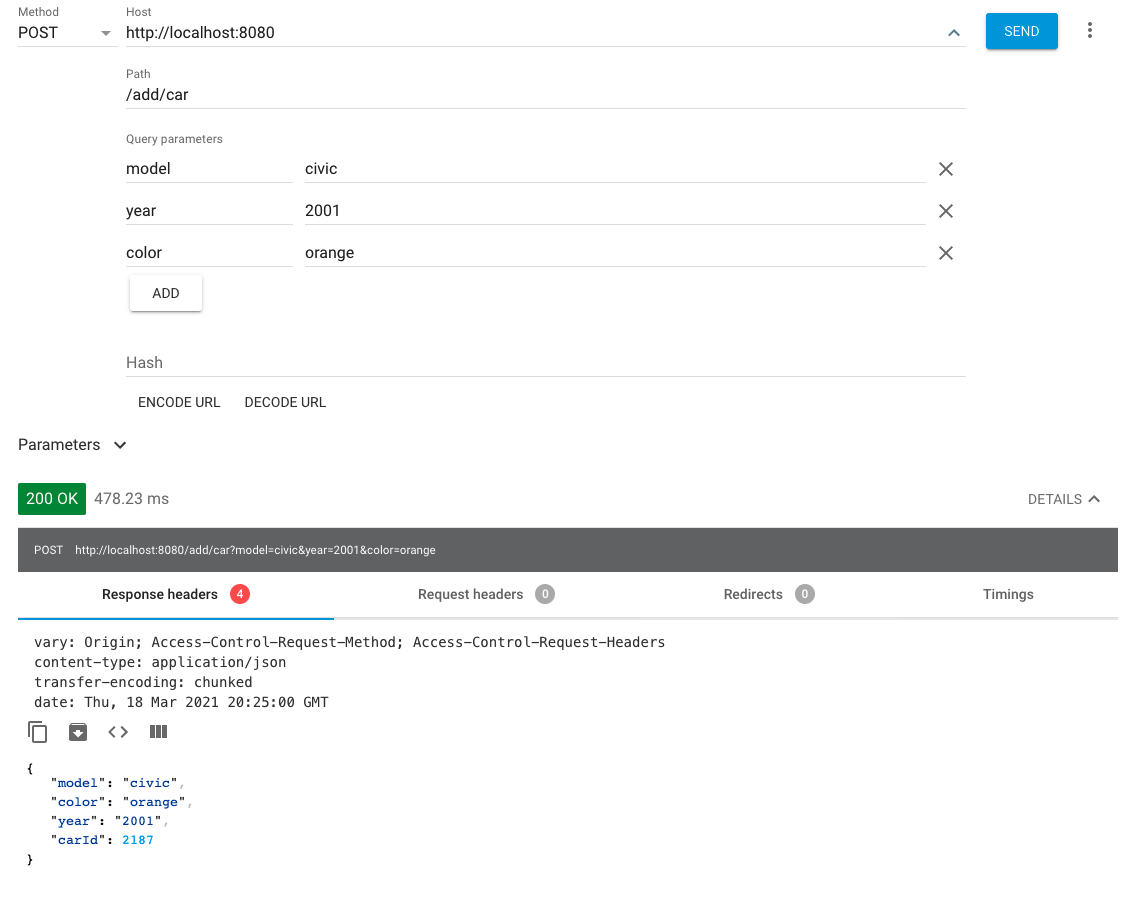 Method Host
POST http://localhost:8080 SEND
Path
/add/car
Query parameters
model civic
year 2001
color orange
ADD
Hash
ENCODE URL DECODE URL
Parameters
200 OK 478.23 ms DETAILS
POST http://localhost:8080/add/car?model=civic&year=2001&color=orange
Response headers 4 Request headers 0 Redirects 0 Timings
vary: Origin; Access-Control-Request-Method; Access-Control-Request-Headers
content-type: application/json
transfer-encoding: chunked
date: Thu, 18 Mar 2021 20:25:00 GMT
{
"model": "civic",
"color": "orange",
"year": "2001",
"carId": 2187
}